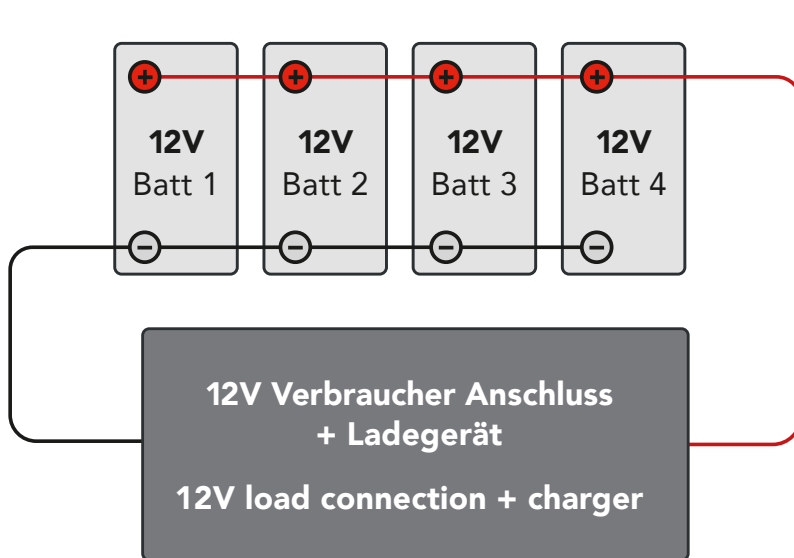 + + + +
12V 12V 12V 12V
Batt 1 Batt 2 Batt 3 Batt 4
− − − −
12V Verbraucher Anschluss
+ Ladegerät
12V load connection + charger